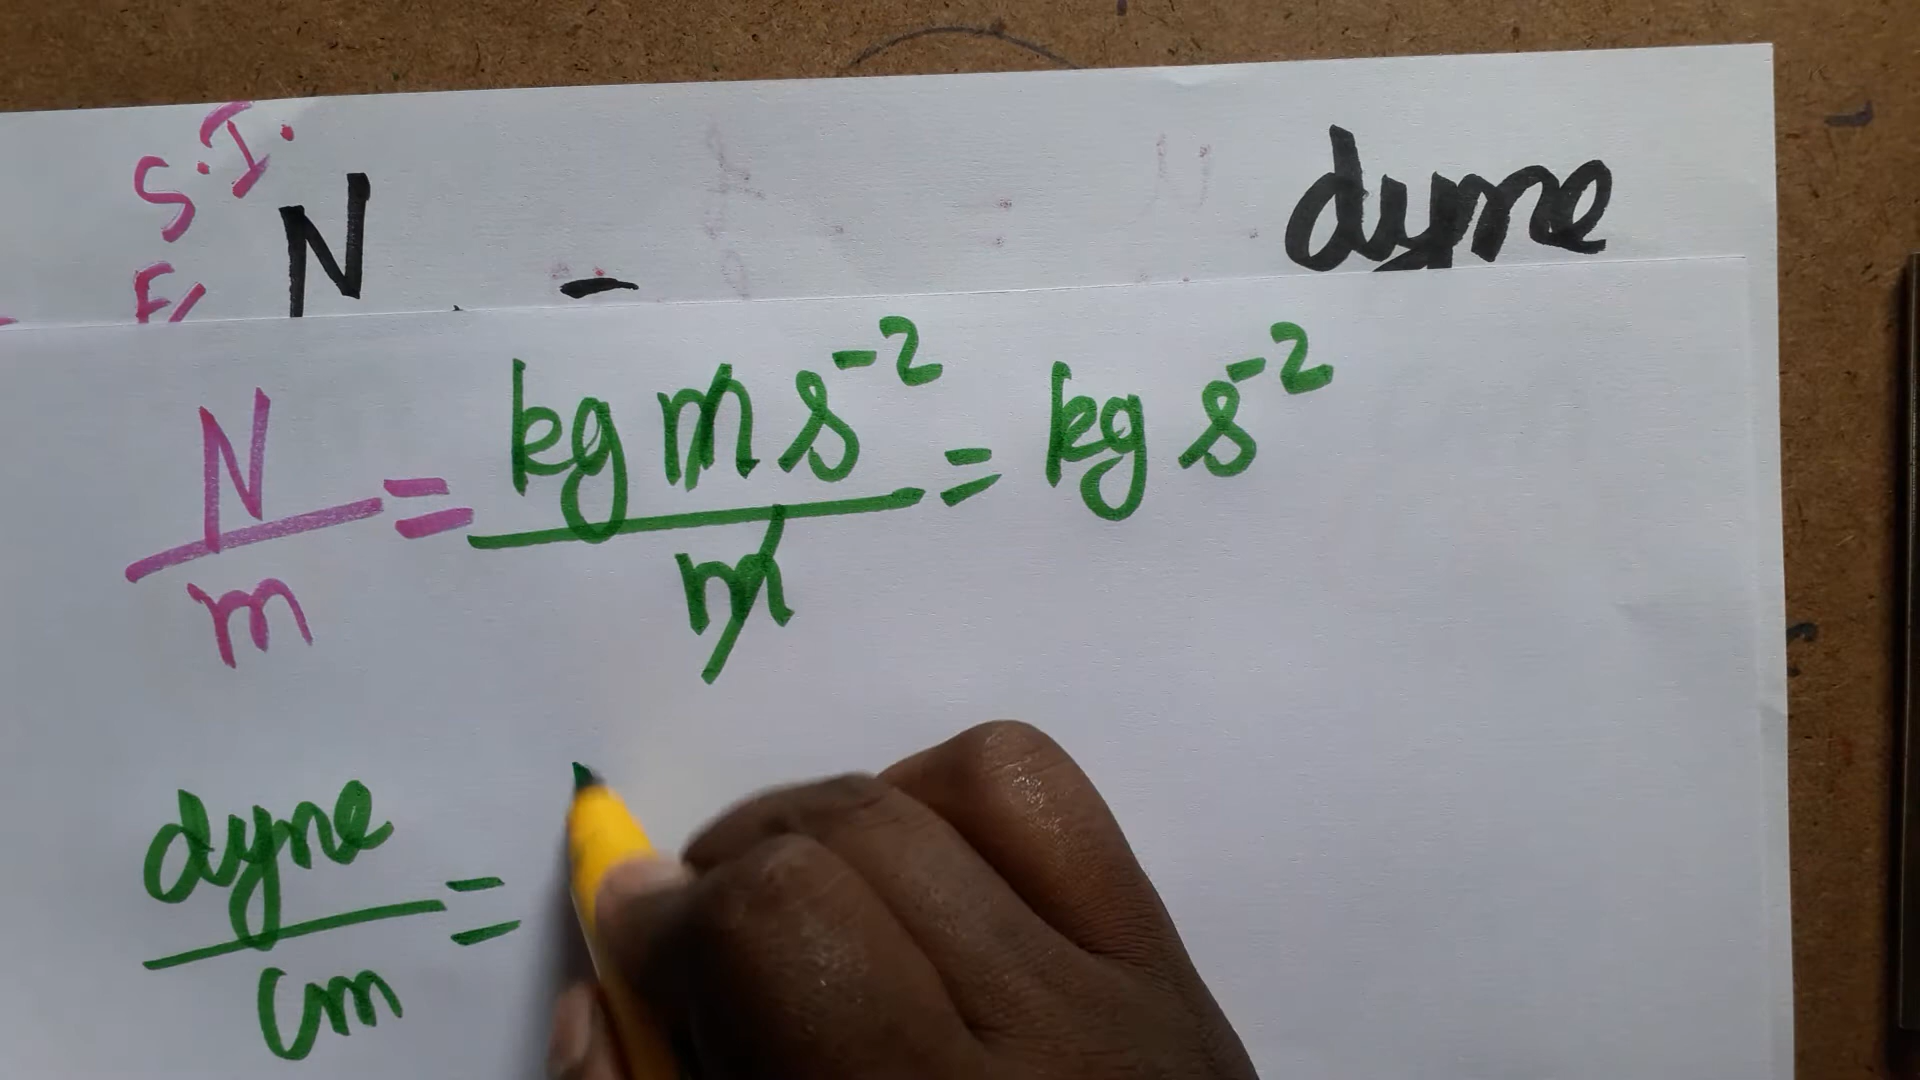 S.I.
N - dyne
N/m = kg m s⁻²/m = kg s⁻²
dyne/cm =